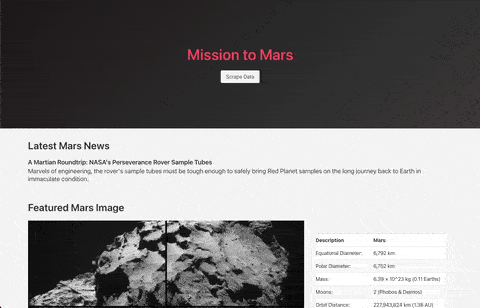 Mission to Mars
Scrape Data
Latest Mars News
A Martian Roundtrip: NASA's Perseverance Rover Sample Tubes
Marvels of engineering, the rover's sample tubes must be tough enough to safely bring Red Planet samples on the long journey back to Earth in
immaculate condition.
Featured Mars Image
Description Mars
Equatorial Diameter: 6,792 km
Polar Diameter: 6,752 km
Mass: 6.39 × 10^23 kg (0.11 Earths)
Moons: 2 (Phobos & Deimos)
Orbit Distance: 227,943,824 km (1.38 AU)